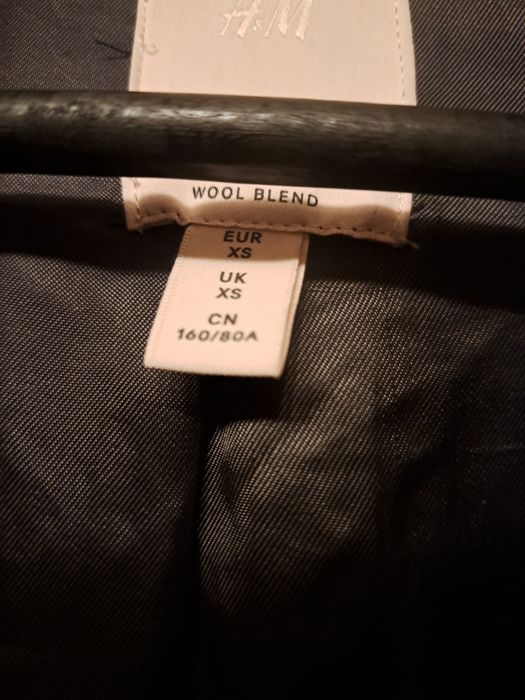 H&M
WOOL BLEND
EUR
XS
UK
XS
CN
160/80A